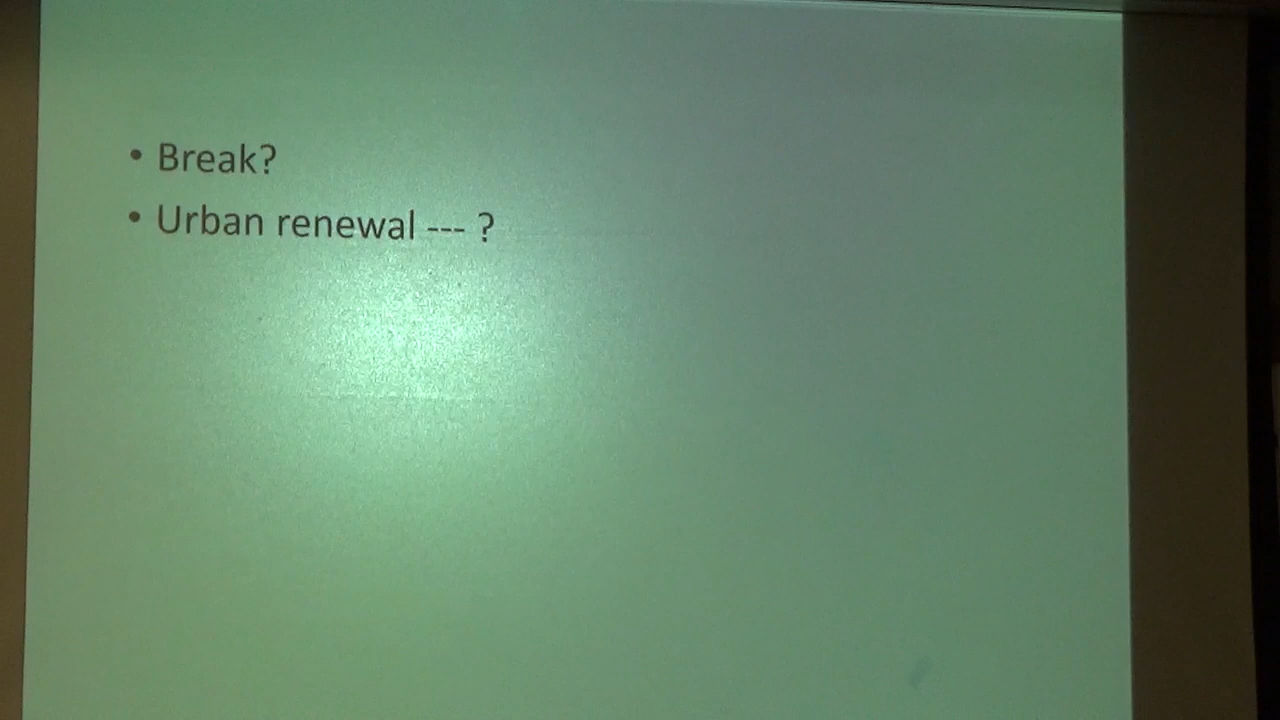 • Break?
• Urban renewal --- ?